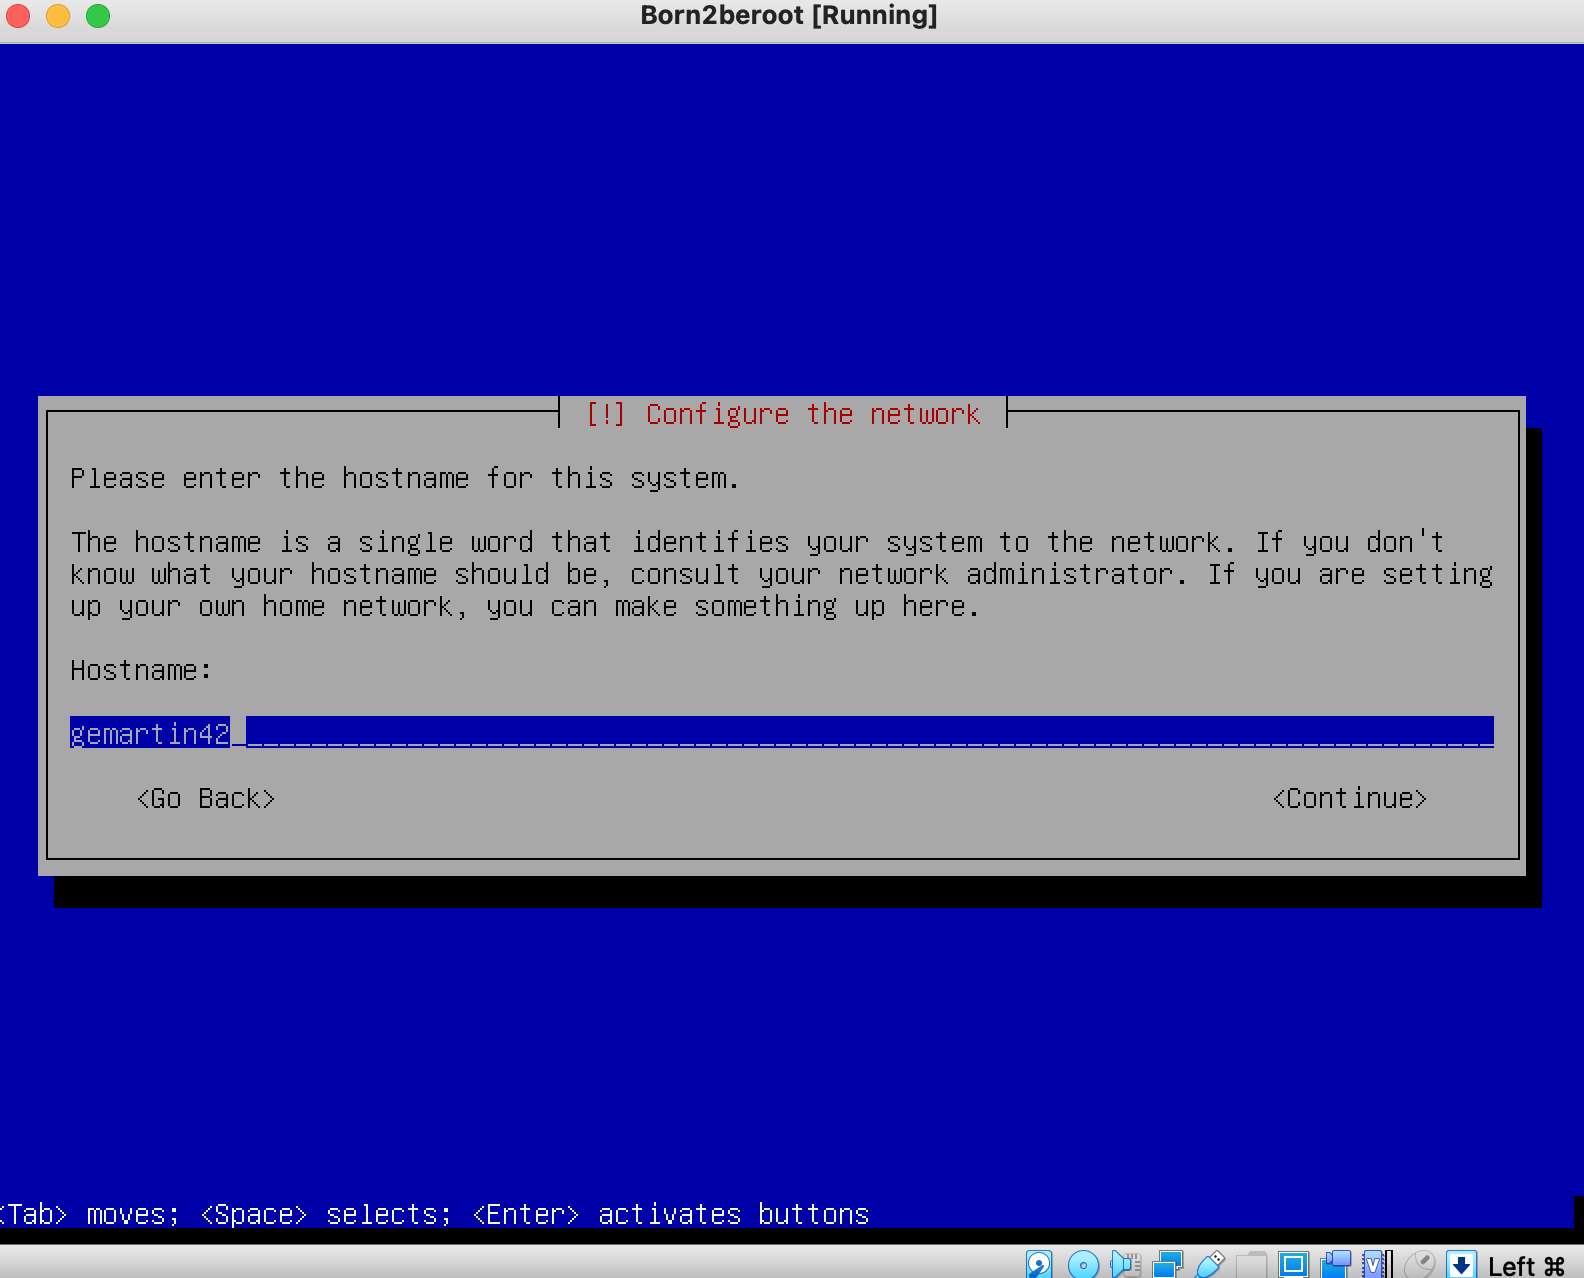 Born2beroot [Running]
[!] Configure the network
Please enter the hostname for this system.
The hostname is a single word that identifies your system to the network. If you don't
know what your hostname should be, consult your network administrator. If you are setting
up your own home network, you can make something up here.
Hostname:
gemartin42
<Go Back> <Continue>
<Tab> moves; <Space> selects; <Enter> activates buttons
Left ⌘